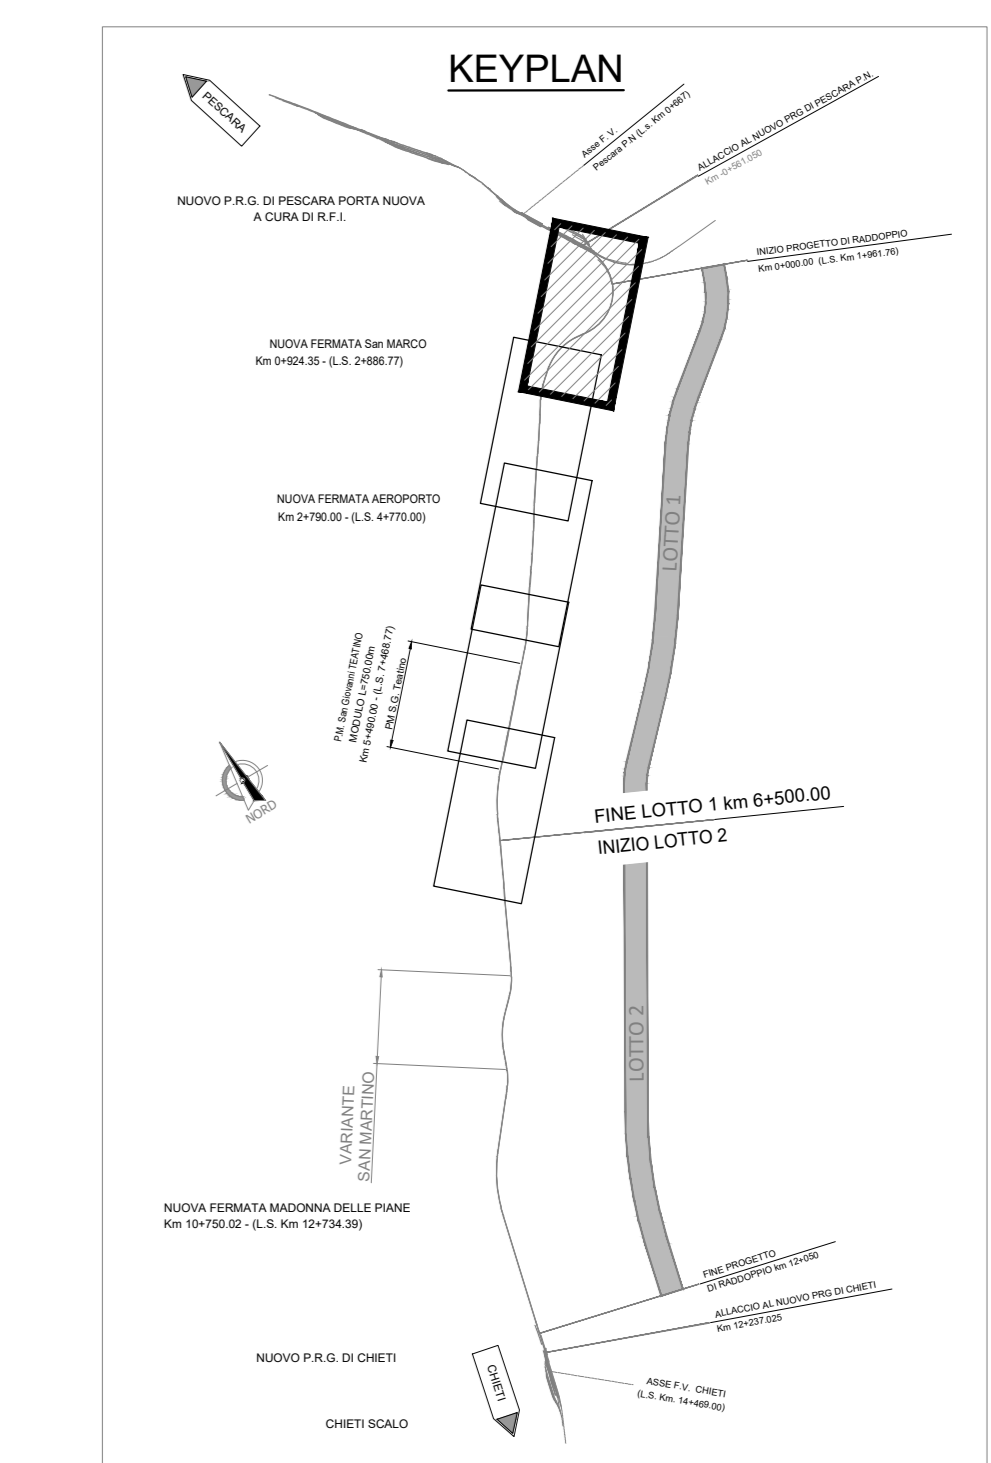 KEYPLAN
PESCARA
Asse F. V.
Pescara P.N (L.s. Km 0+667)
ALLACCIO AL NUOVO PRG DI PESCARA P.N.
Km -0+561.050
NUOVO P.R.G. DI PESCARA PORTA NUOVA
A CURA DI R.F.I.
INIZIO PROGETTO DI RADDOPPIO
Km 0+000.00 (L.S. Km 1+961.76)
NUOVA FERMATA San MARCO
Km 0+924.35 - (L.S. 2+886.77)
NUOVA FERMATA AEROPORTO
Km 2+790.00 - (L.S. 4+770.00)
LOTTO 1
P.M. San Giovanni TEATINO
MODULO L=750.00m
Km 5+490.00 - (L.S. 7+468.77)
PM S.G. Teatino
NORD
FINE LOTTO 1 km 6+500.00
INIZIO LOTTO 2
LOTTO 2
VARIANTE
SAN MARTINO
NUOVA FERMATA MADONNA DELLE PIANE
Km 10+750.02 - (L.S. Km 12+734.39)
FINE PROGETTO
DI RADDOPPIO km 12+050
ALLACCIO AL NUOVO PRG DI CHIETI
Km 12+237.025
NUOVO P.R.G. DI CHIETI
CHIETI
ASSE F.V. CHIETI
(L.S. Km. 14+469.00)
CHIETI SCALO